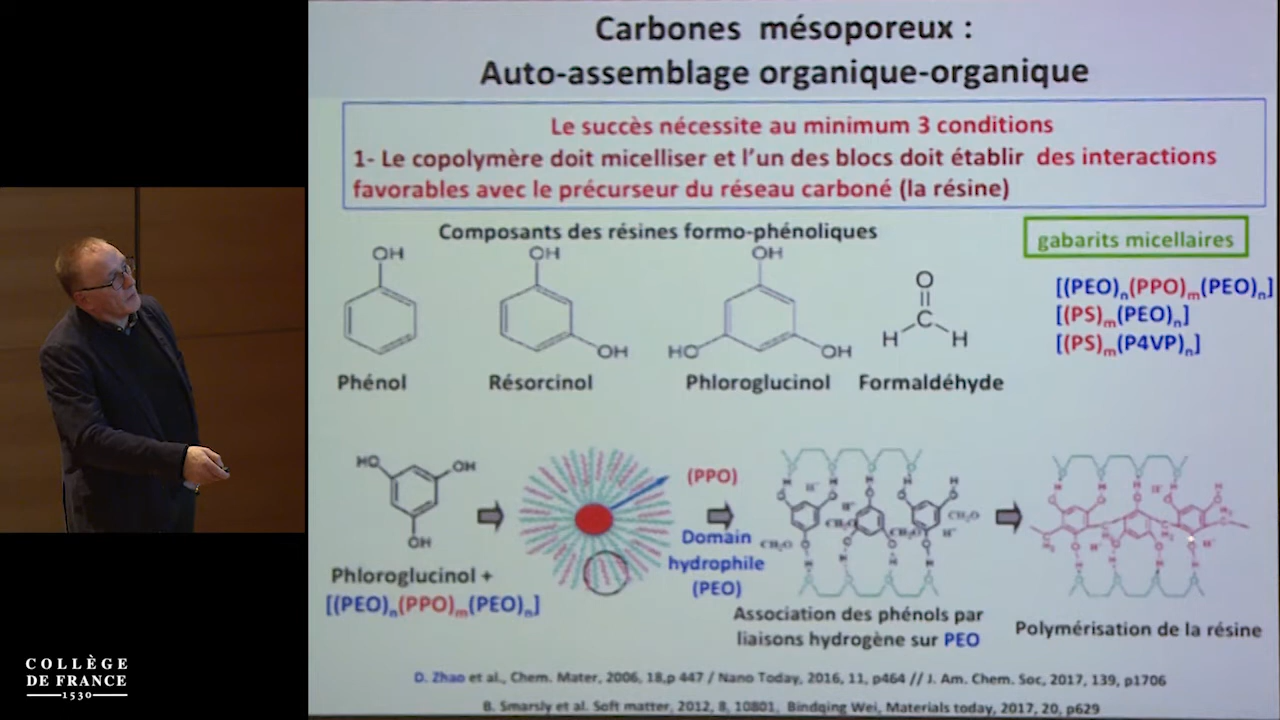 Carbones mésoporeux :
Auto-assemblage organique-organique
Le succès nécessite au minimum 3 conditions
1- Le copolymère doit micelliser et l'un des blocs doit établir des interactions
favorables avec le précurseur du réseau carboné (la résine)
Composants des résines formo-phénoliques
gabarits micellaires
OH
OH
OH
O
C
H H
OH
HO
OH
[(PEO)n(PPO)m(PEO)n]
[(PS)m(PEO)n]
[(PS)m(P4VP)n]
Phénol
Résorcinol
Phloroglucinol
Formaldéhyde
HO
OH
OH
Phloroglucinol +
[(PEO)n(PPO)m(PEO)n]
(PPO)
Domain
hydrophile
(PEO)
CH2O
CH2O
CH2O
CH2O
Association des phénols par
liaisons hydrogène sur PEO
Polymérisation de la résine
D. Zhao et al., Chem. Mater, 2006, 18,p 447 / Nano Today, 2016, 11, p464 // J. Am. Chem. Soc, 2017, 139, p1706
B. Smarsly et al. Soft matter, 2012, 8, 10801, Bindqing Wei, Materials today, 2017, 20, p629
COLLÈGE
DE FRANCE
1530